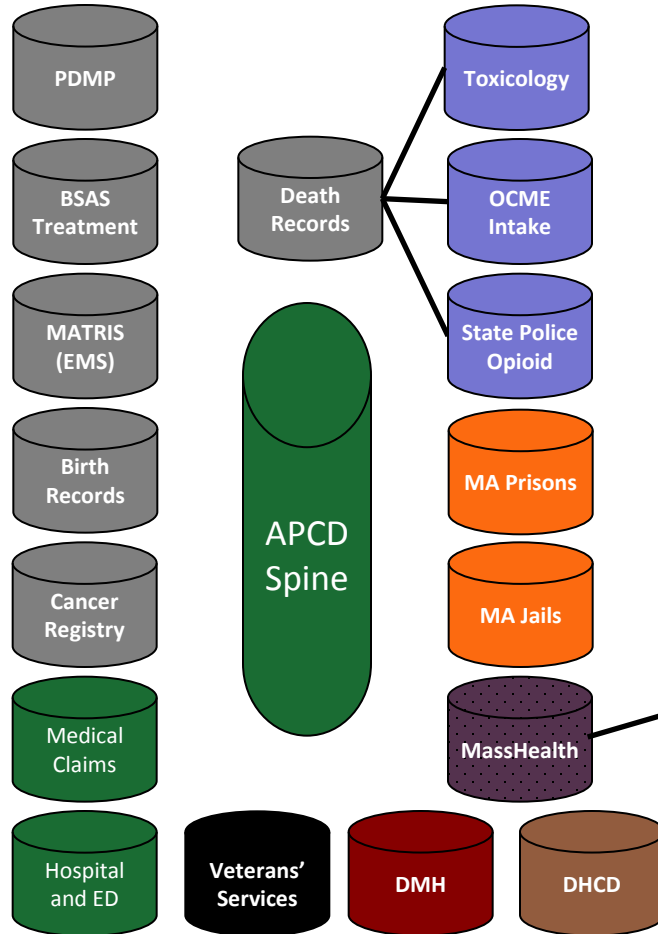 PDMP
Toxicology
BSAS
Treatment
Death
Records
OCME
Intake
MATRIS
(EMS)
State Police
Opioid
Birth
Records
MA Prisons
APCD
Spine
Cancer
Registry
MA Jails
Medical
Claims
MassHealth
Hospital
and ED
Veterans’
Services
DMH
DHCD